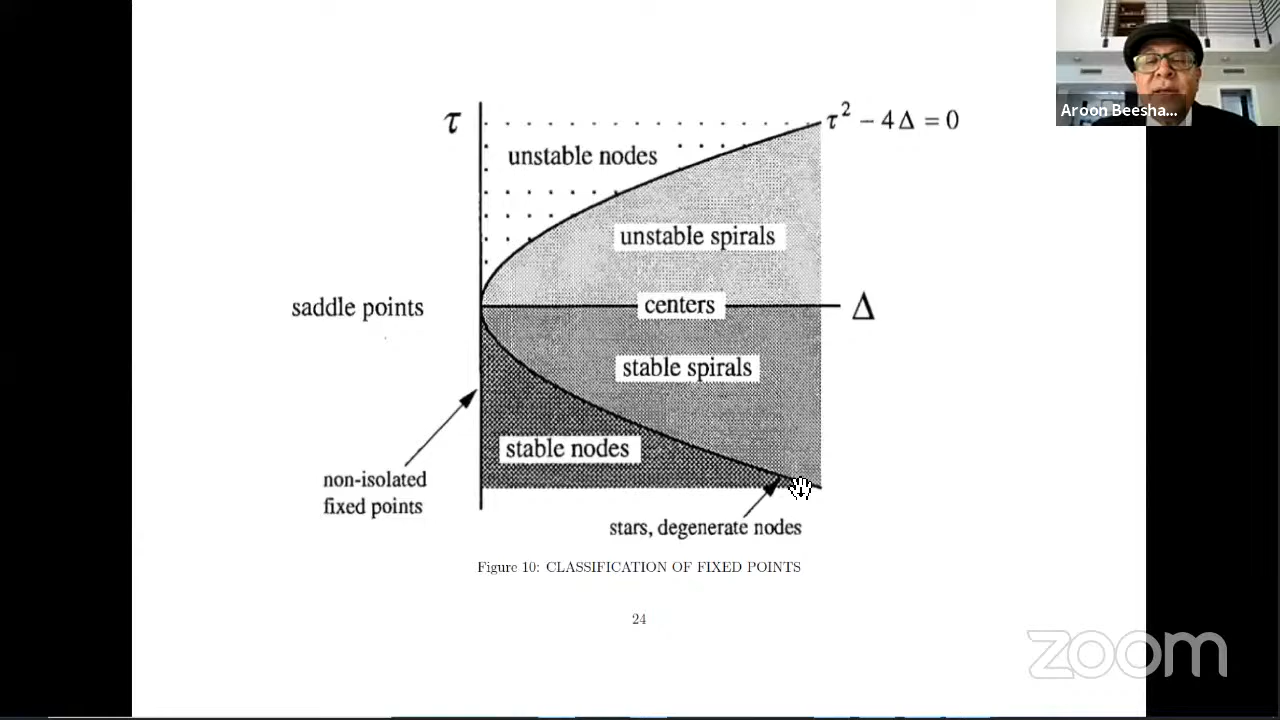 Aroon Beesha...
τ
τ² − 4Δ = 0
unstable nodes
unstable spirals
saddle points
centers
Δ
stable spirals
stable nodes
non-isolated
fixed points
stars, degenerate nodes
Figure 10: CLASSIFICATION OF FIXED POINTS
24
zoom